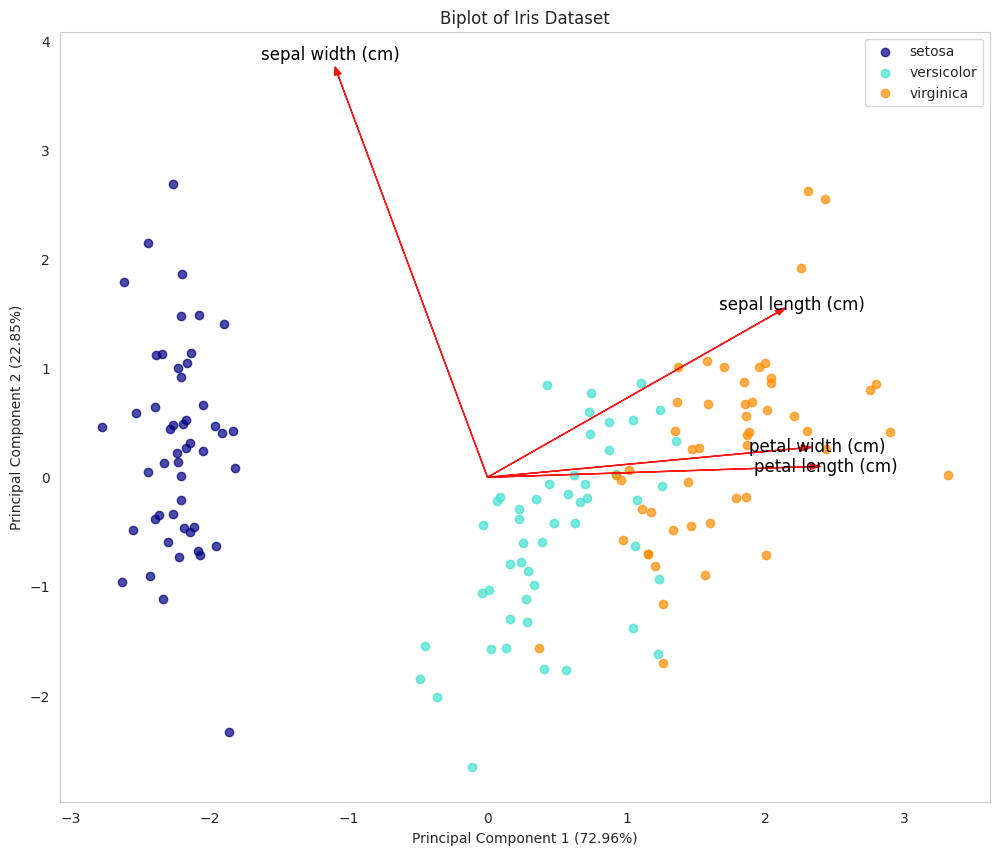 Biplot of Iris Dataset
setosa
versicolor
virginica
sepal width (cm)
sepal length (cm)
petal width (cm)
petal length (cm)
4
3
2
1
0
−1
−2
Principal Component 2 (22.85%)
−3
−2
−1
0
1
2
3
Principal Component 1 (72.96%)